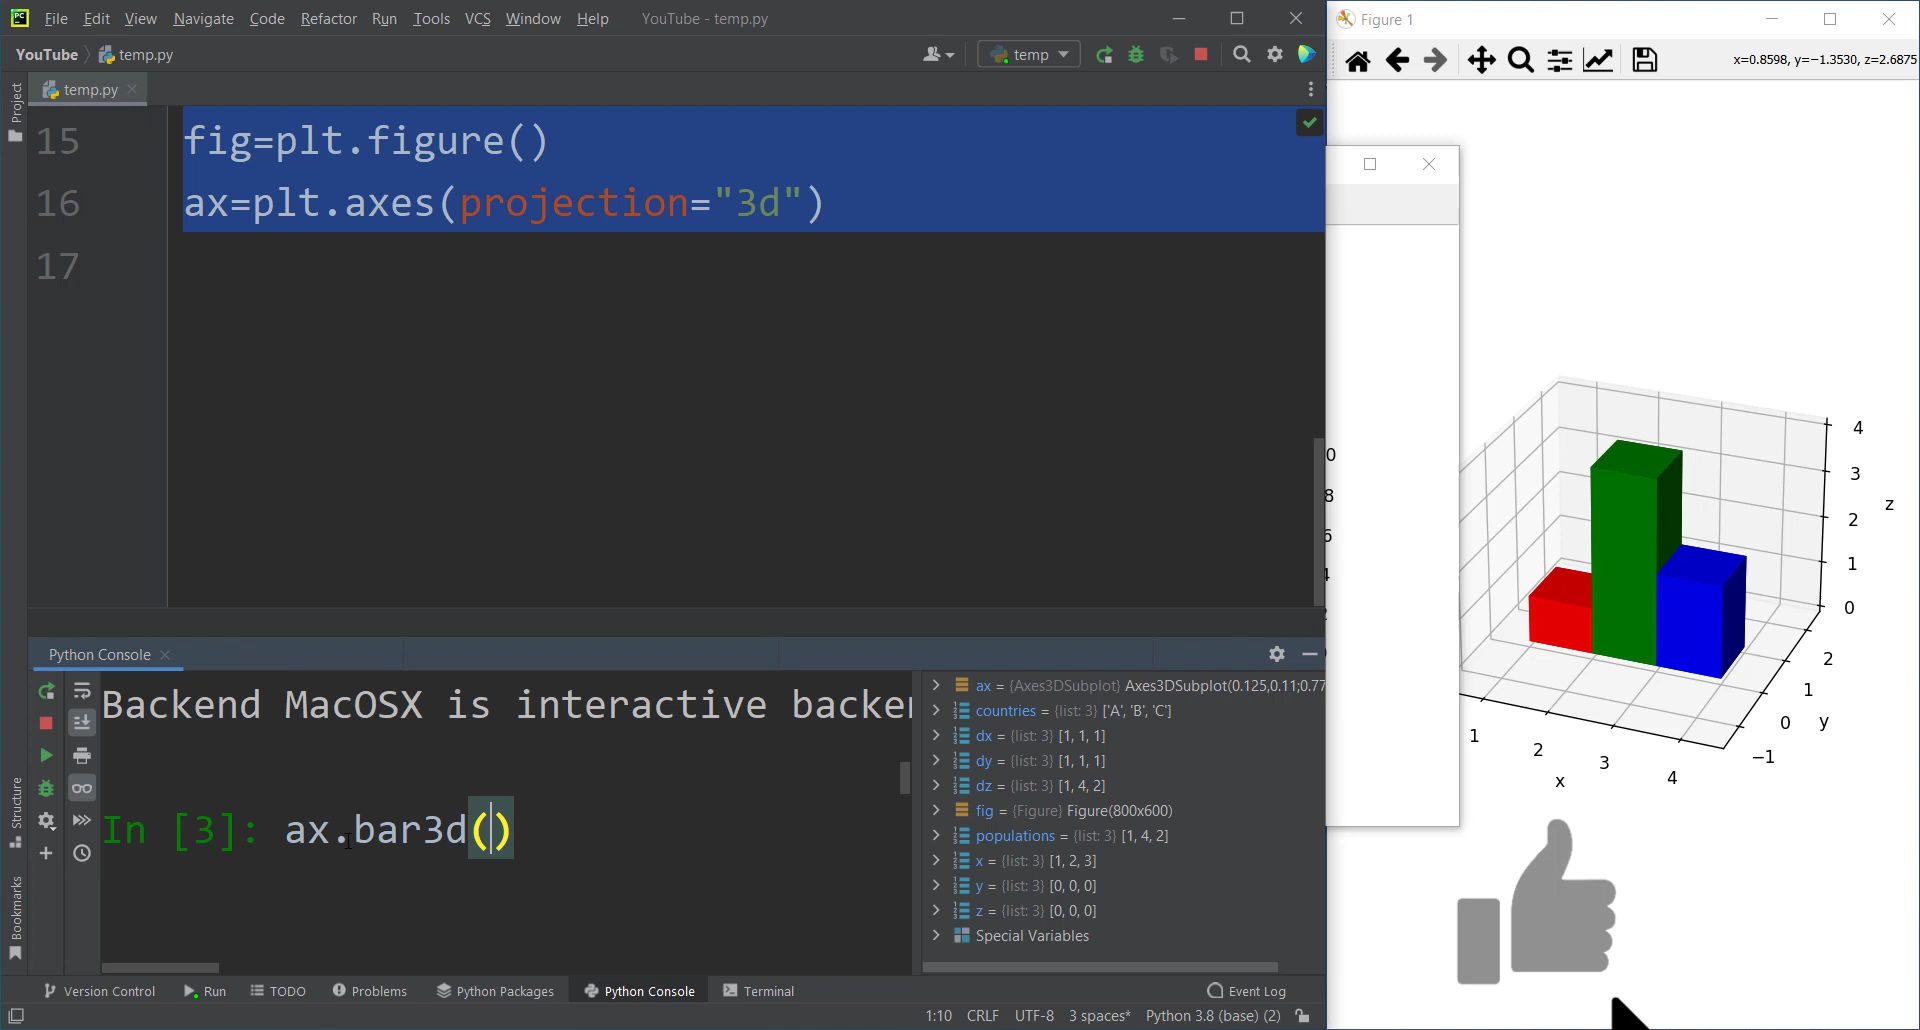 PC File Edit View Navigate Code Refactor Run Tools VCS Window Help YouTube - temp.py
YouTube temp.py temp
temp.py
Project
15 fig=plt.figure()
16 ax=plt.axes(projection="3d")
17
Python Console
Backend MacOSX is interactive backe
In [3]: ax.bar3d()
ax = {Axes3DSubplot} Axes3DSubplot(0.125,0.11;0.77
countries = {list: 3} ['A', 'B', 'C']
dx = {list: 3} [1, 1, 1]
dy = {list: 3} [1, 1, 1]
dz = {list: 3} [1, 4, 2]
fig = {Figure} Figure(800x600)
populations = {list: 3} [1, 4, 2]
x = {list: 3} [1, 2, 3]
y = {list: 3} [0, 0, 0]
z = {list: 3} [0, 0, 0]
Special Variables
Structure
Bookmarks
Version Control Run TODO Problems Python Packages Python Console Terminal Event Log
1:10 CRLF UTF-8 3 spaces* Python 3.8 (base) (2)
Figure 1
x=0.8598, y=−1.3530, z=2.6875
0
8
6
4
3
2
1
0
z
2
1
0
−1
y
1
2
3
4
x